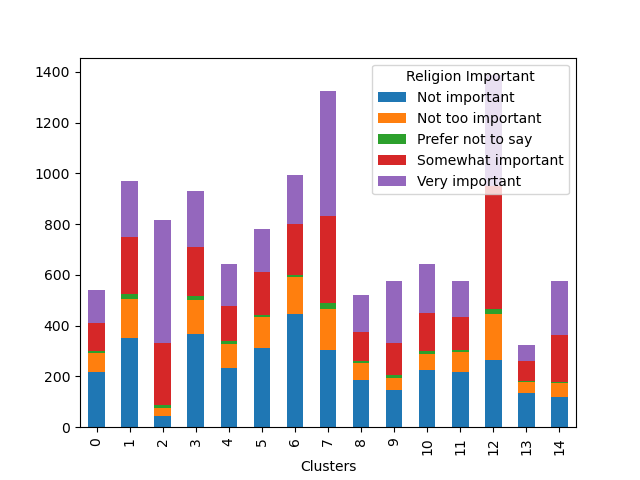 1400
1200
1000
800
600
400
200
0
Religion Important
Not important
Not too important
Prefer not to say
Somewhat important
Very important
0 1 2 3 4 5 6 7 8 9 10 11 12 13 14
Clusters